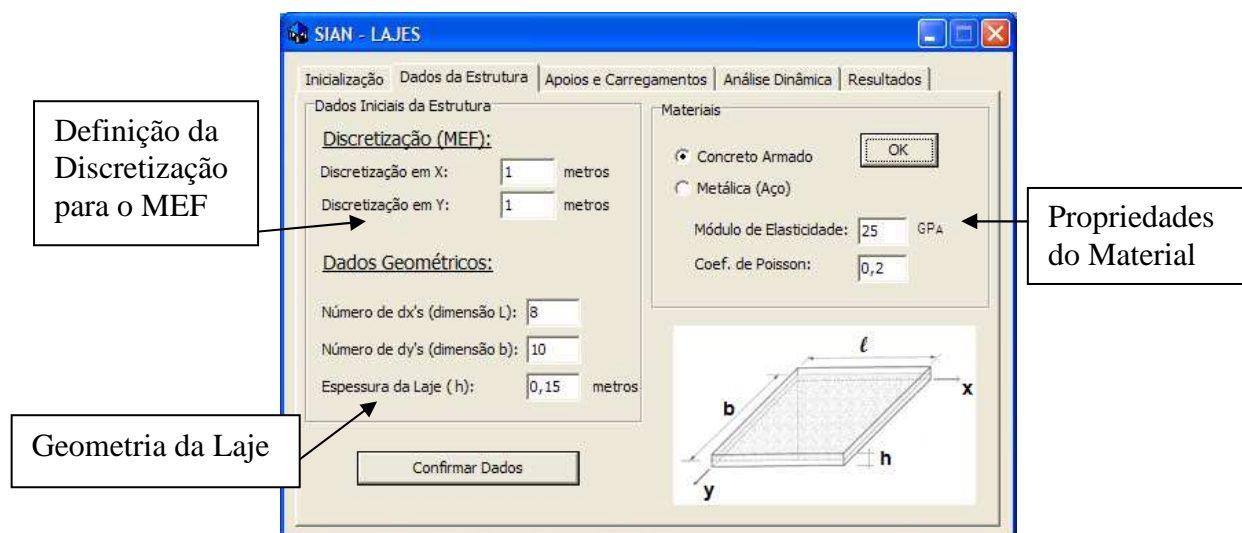 SIAN - LAJES
Inicialização Dados da Estrutura Apoios e Carregamentos Análise Dinâmica Resultados
Definição da
Discretização
para o MEF
Dados Iniciais da Estrutura
Discretização (MEF):
Discretização em X: 1 metros
Discretização em Y: 1 metros
Dados Geométricos:
Número de dx's (dimensão L): 8
Número de dy's (dimensão b): 10
Espessura da Laje ( h): 0,15 metros
Geometria da Laje
Confirmar Dados
Materiais
Concreto Armado OK
Metálica (Aço)
Módulo de Elasticidade: 25 GPA
Coef. de Poisson: 0,2
Propriedades
do Material
ℓ
x
b
h
y